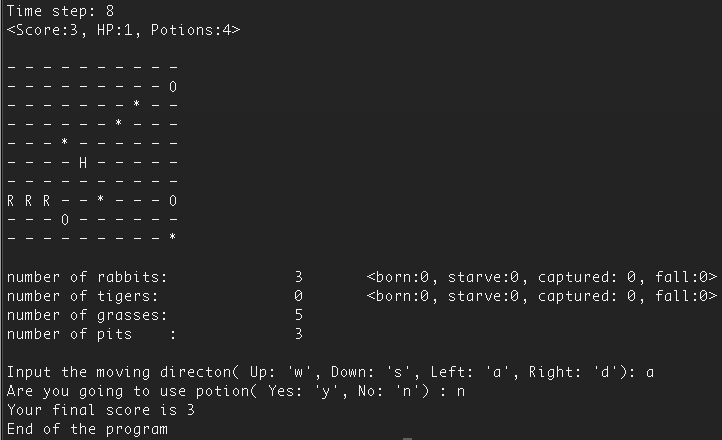 Time step: 8
<Score:3, HP:1, Potions:4>
- - - - - - - - - -
- - - - - - - - - O
- - - - - - - * - -
- - - - - - * - - -
- - - * - - - - - -
- - - - H - - - - -
- - - - - - - - - -
R R R - - * - - - O
- - - O - - - - - -
- - - - - - - - - *
number of rabbits: 3 <born:0, starve:0, captured: 0, fall:0>
number of tigers: 0 <born:0, starve:0, captured: 0, fall:0>
number of grasses: 5
number of pits : 3
Input the moving directon( Up: 'w', Down: 's', Left: 'a', Right: 'd'): a
Are you going to use potion( Yes: 'y', No: 'n') : n
Your final score is 3
End of the program